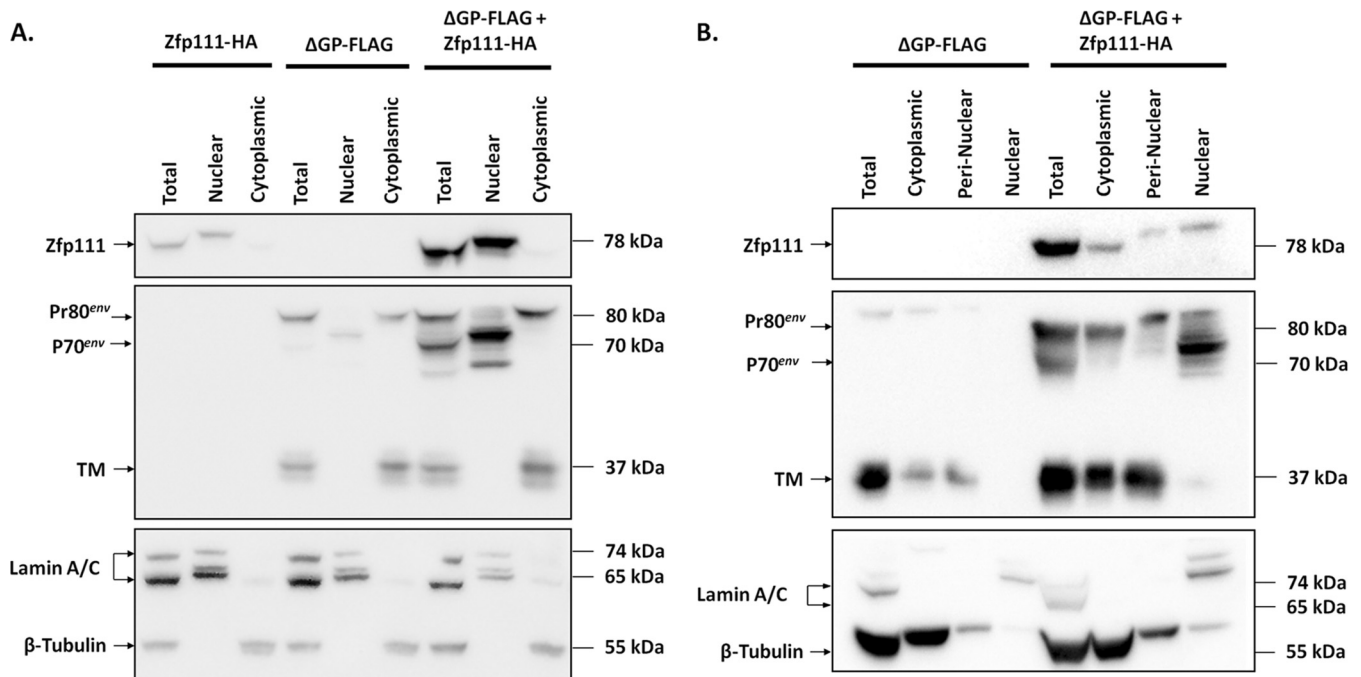 A.
Zfp111-HA
ΔGP-FLAG
ΔGP-FLAG +
Zfp111-HA
Total
Nuclear
Cytoplasmic
Total
Nuclear
Cytoplasmic
Total
Nuclear
Cytoplasmic
Zfp111
78 kDa
Pr80env
80 kDa
P70env
70 kDa
TM
37 kDa
Lamin A/C
74 kDa
65 kDa
β-Tubulin
55 kDa
B.
ΔGP-FLAG
ΔGP-FLAG +
Zfp111-HA
Total
Cytoplasmic
Peri-Nuclear
Nuclear
Total
Cytoplasmic
Peri-Nuclear
Nuclear
Zfp111
78 kDa
Pr80env
80 kDa
P70env
70 kDa
TM
37 kDa
Lamin A/C
74 kDa
65 kDa
β-Tubulin
55 kDa